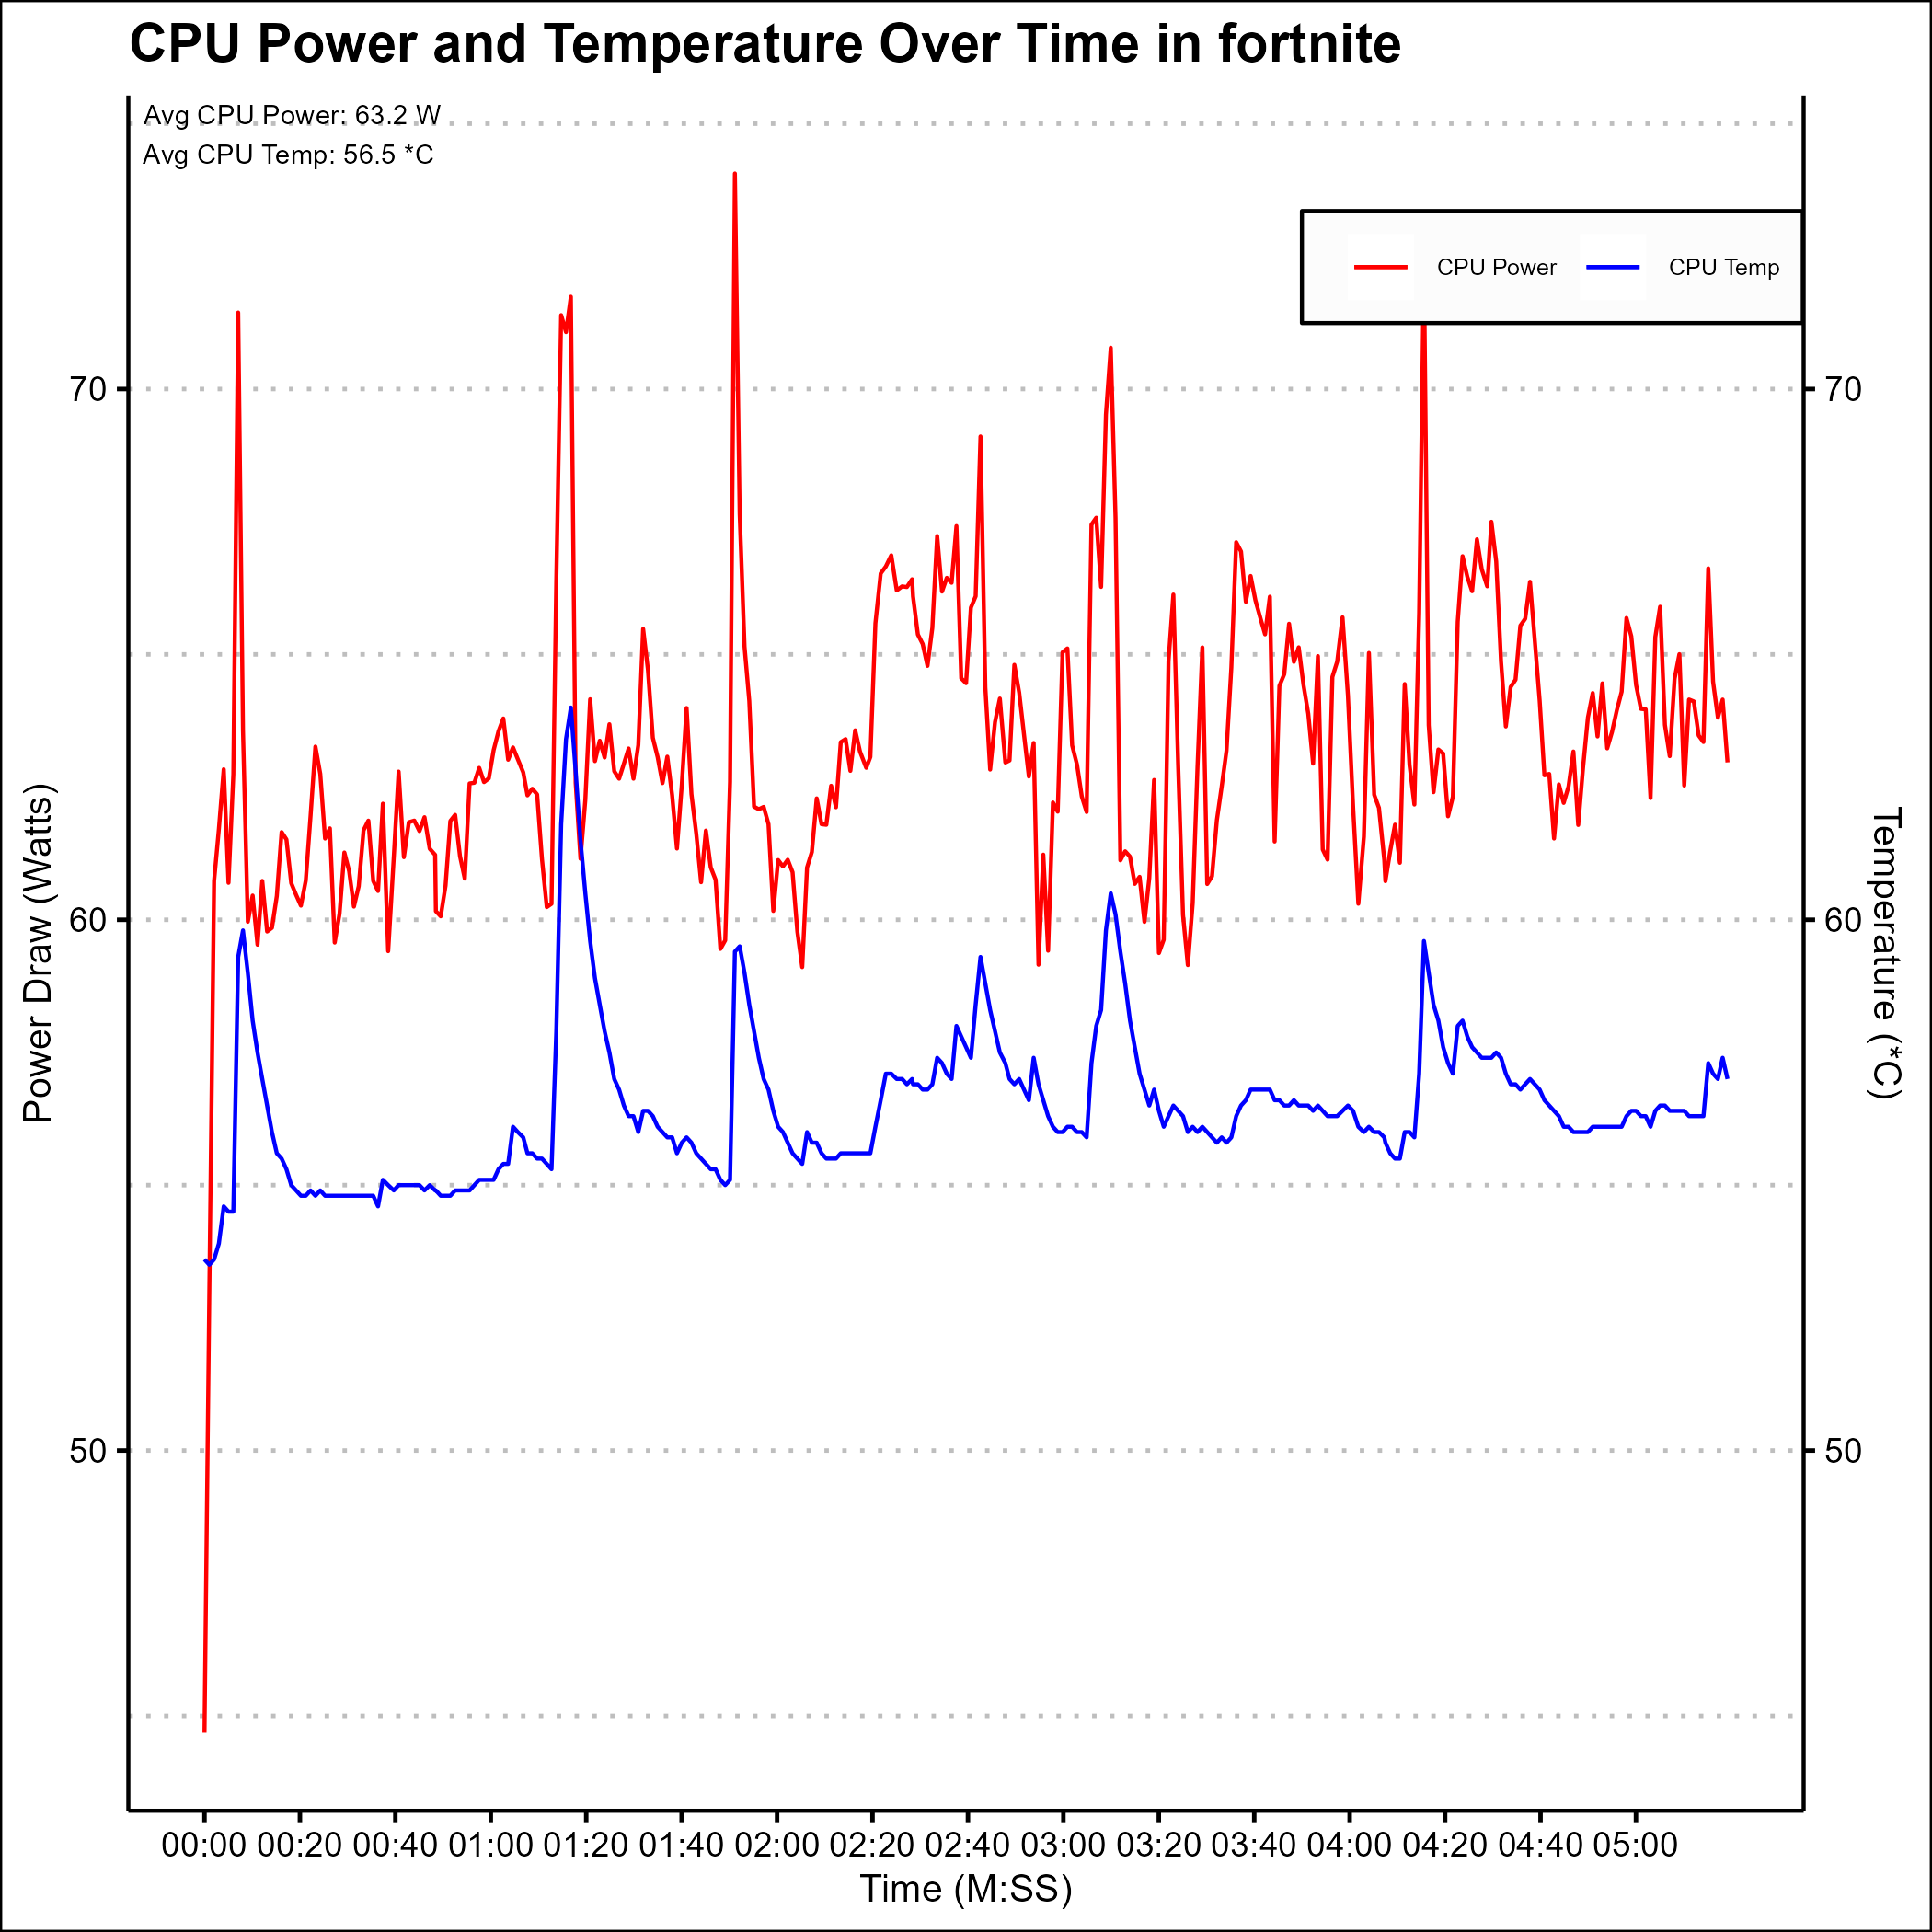 CPU Power and Temperature Over Time in fortnite
Avg CPU Power: 63.2 W
Avg CPU Temp: 56.5 *C
CPU Power CPU Temp
70 70
60 60
50 50
Power Draw (Watts)
Temperature (*C)
00:00 00:20 00:40 01:00 01:20 01:40 02:00 02:20 02:40 03:00 03:20 03:40 04:00 04:20 04:40 05:00
Time (M:SS)